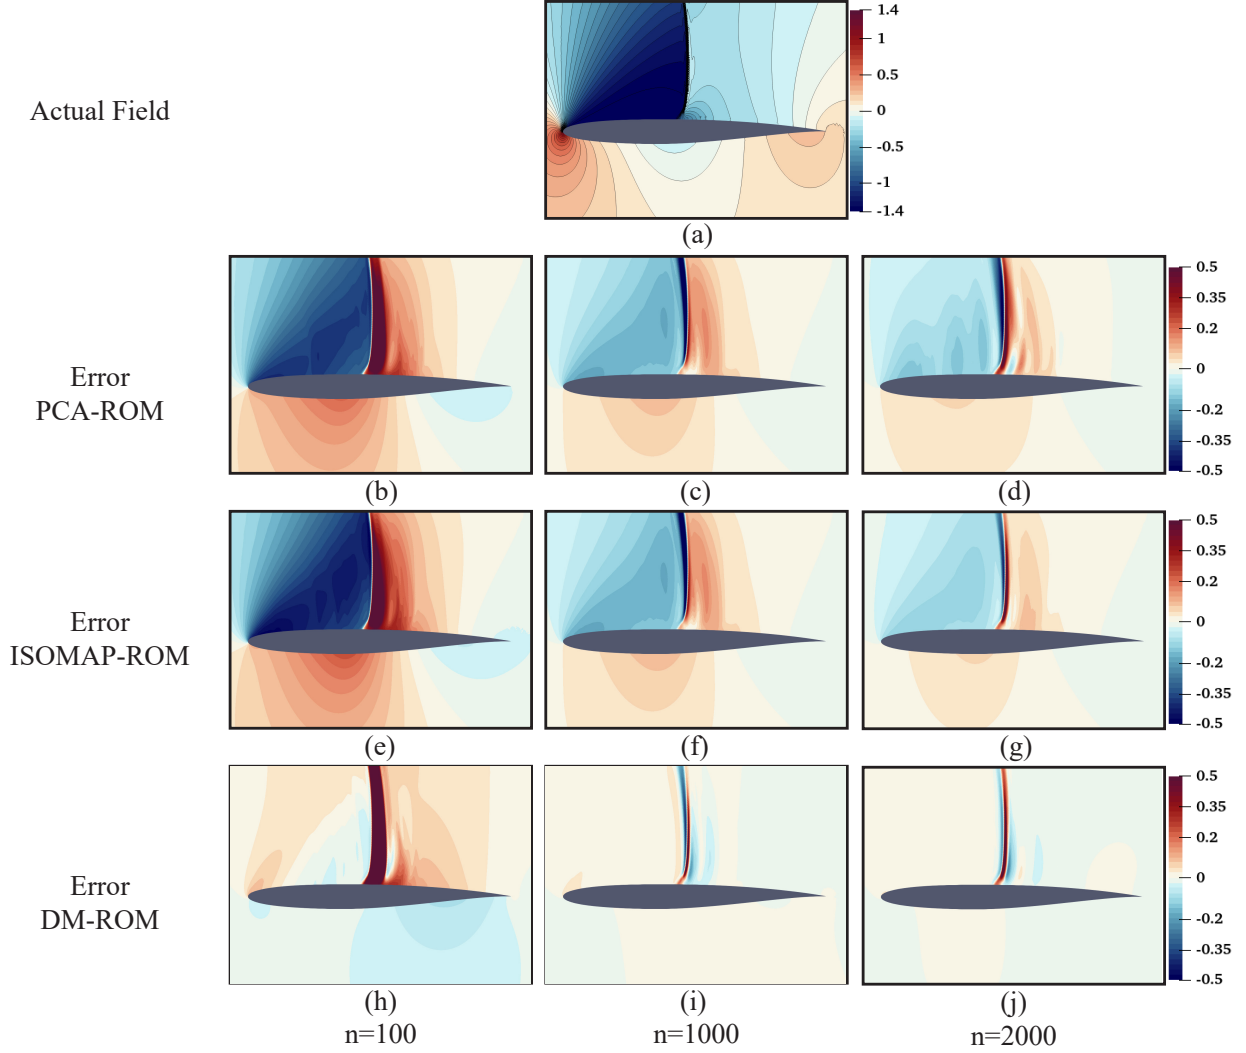 Actual Field
1.4
1
0.5
0
-0.5
-1
-1.4
(a)
Error
PCA-ROM
0.5
0.35
0.2
0
-0.2
-0.35
-0.5
(b)
(c)
(d)
Error
ISOMAP-ROM
0.5
0.35
0.2
0
-0.2
-0.35
-0.5
(e)
(f)
(g)
Error
DM-ROM
0.5
0.35
0.2
0
-0.2
-0.35
-0.5
(h)
(i)
(j)
n=100
n=1000
n=2000